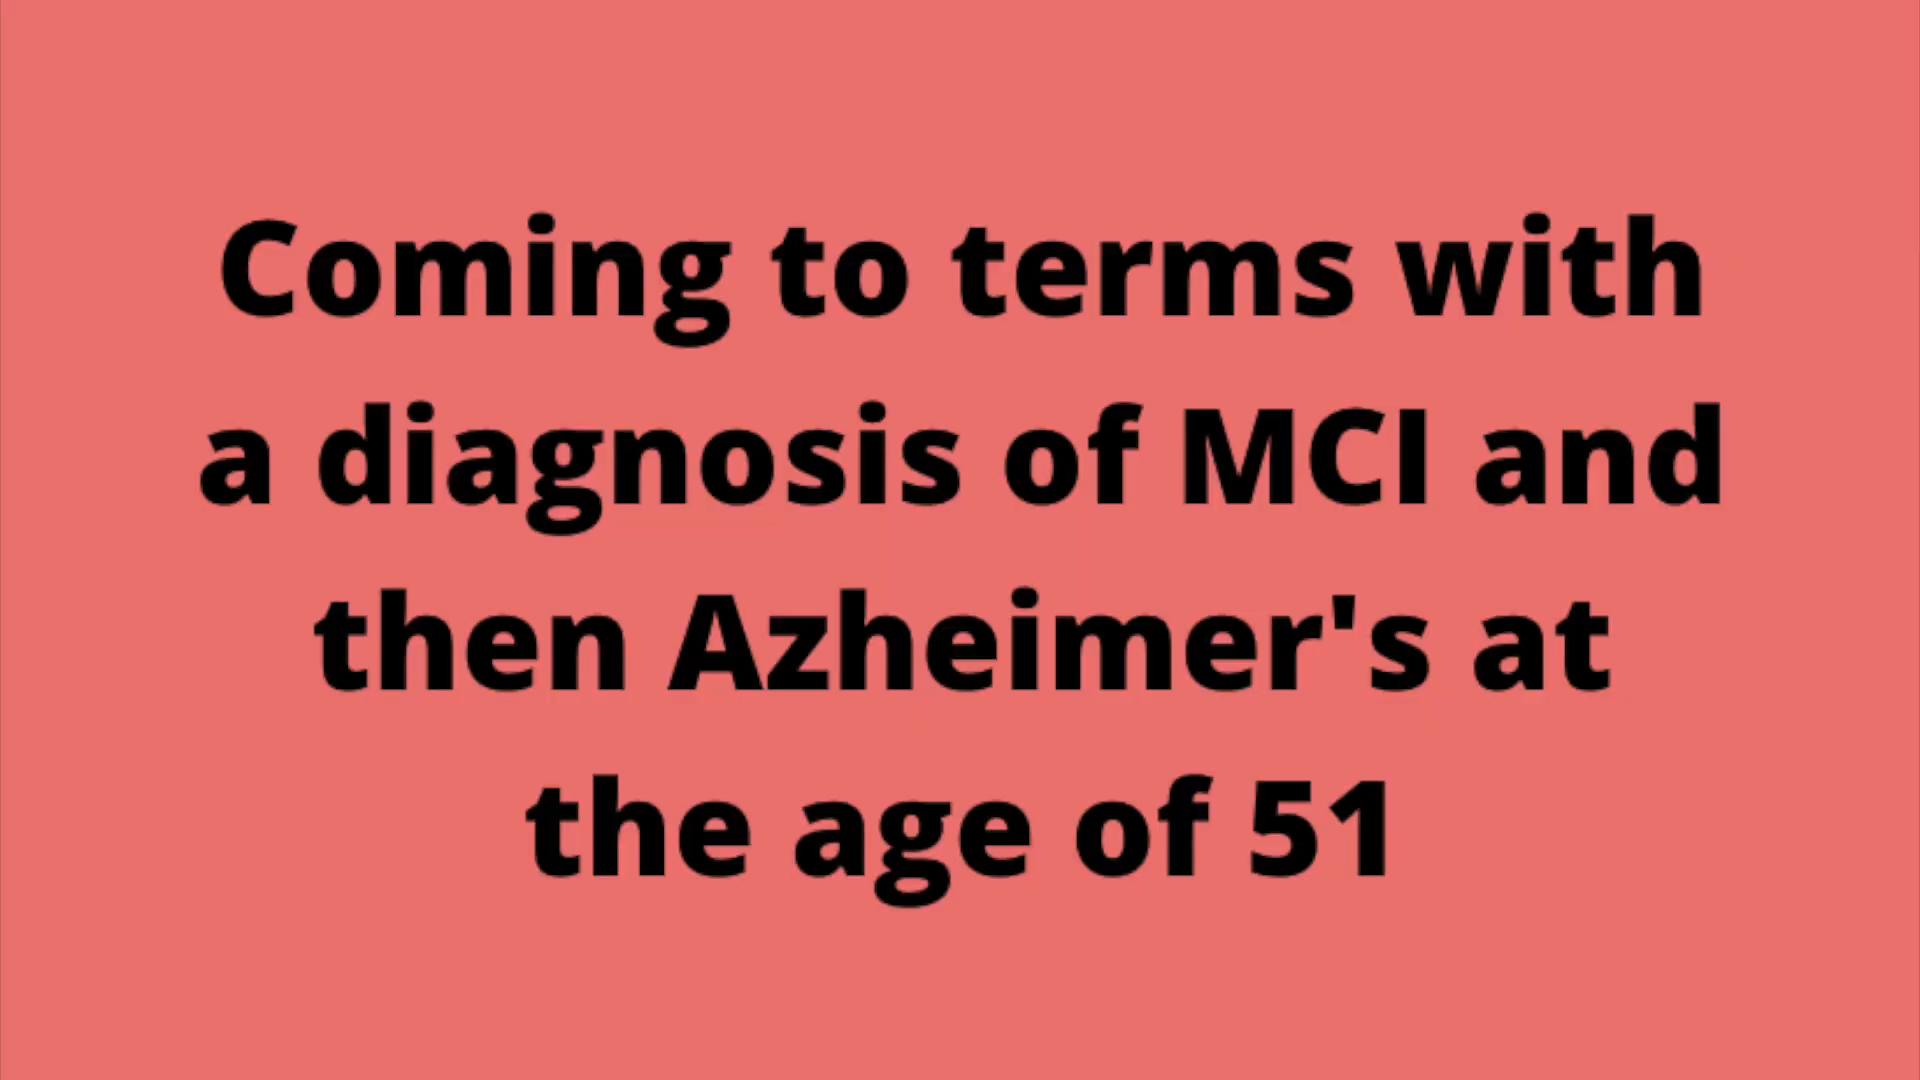 Coming to terms with
a diagnosis of MCI and
then Azheimer's at
the age of 51